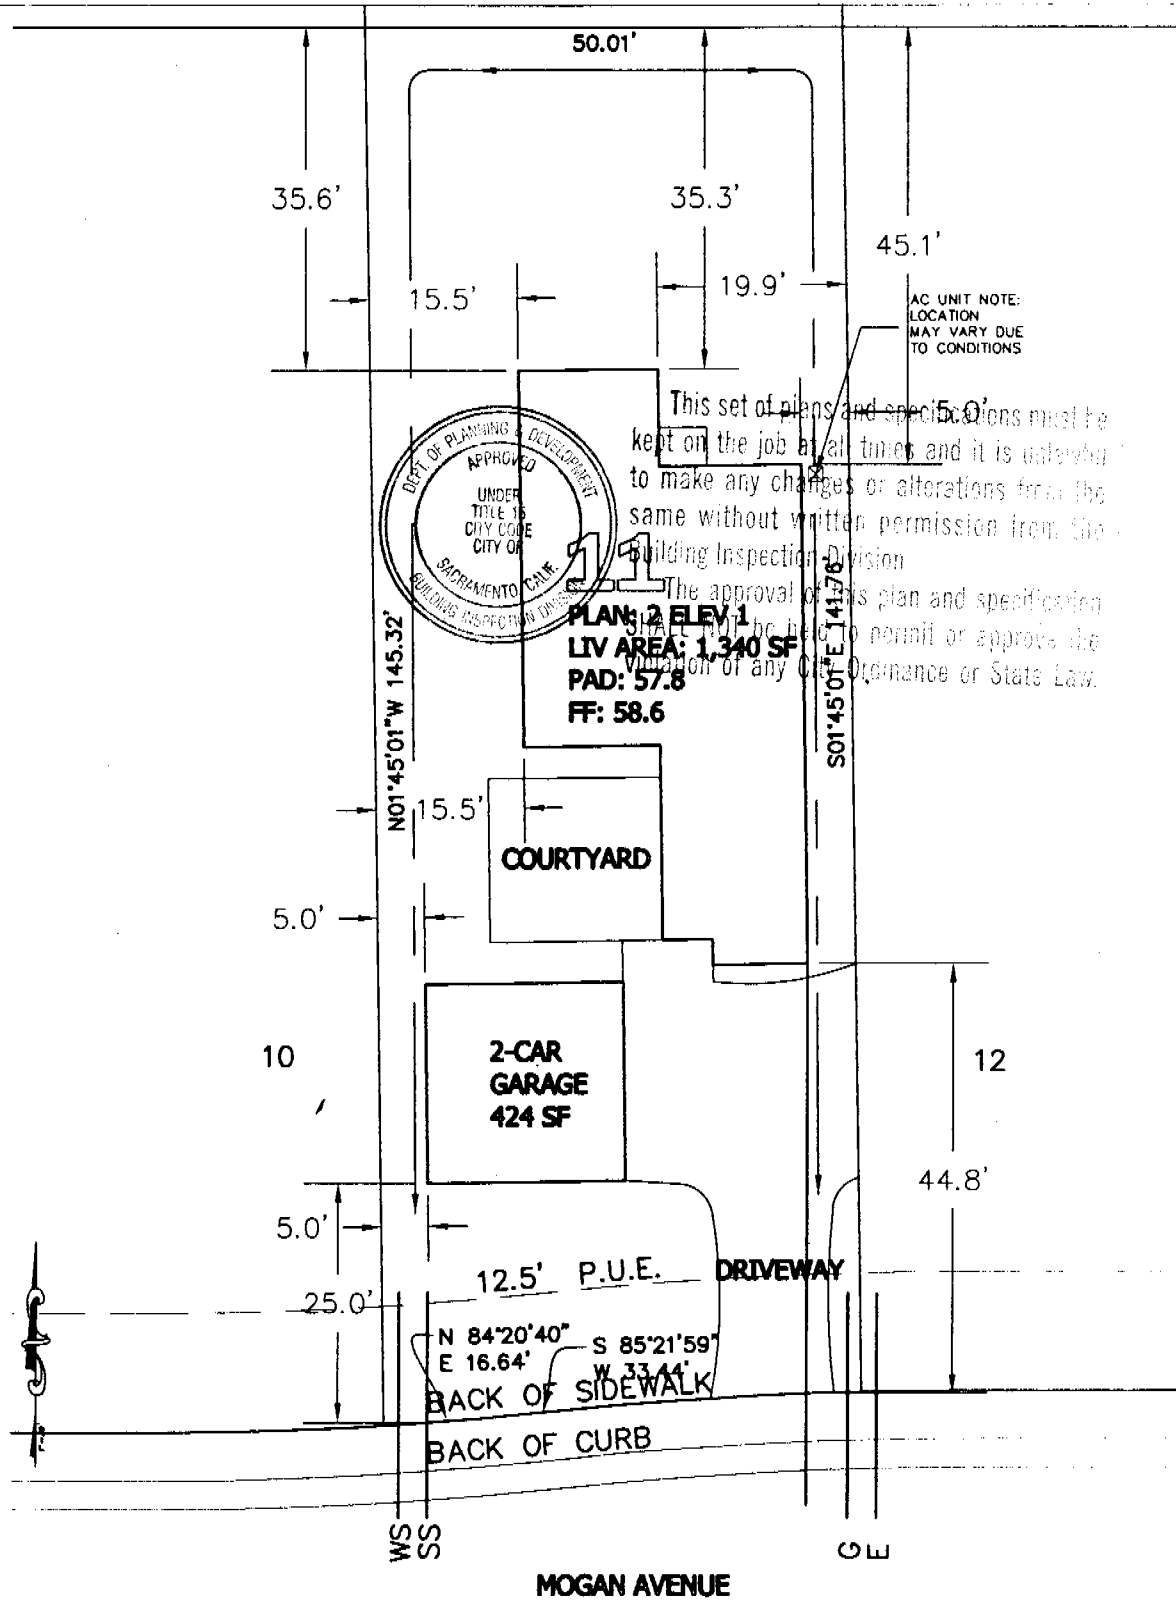 50.01'
35.6'
35.3'
45.1'
15.5'
19.9'
AC UNIT NOTE:
LOCATION
MAY VARY DUE
TO CONDITIONS
5.0'
This set of plans and specifications must be
kept on the job at all times and it is unlawful
to make any changes or alterations from the
same without written permission from the
Building Inspection Division
The approval of this plan and specification
SHALL NOT be held to permit or approve the
violation of any City Ordinance or State Law.
DEPT. OF PLANNING & DEVELOPMENT
APPROVED
UNDER
TITLE 15
CITY CODE
CITY OF
SACRAMENTO, CALIF.
BUILDING INSPECTION DIVISION
11
PLAN: 2 ELEV 1
LIV AREA: 1,340 SF
PAD: 57.8
FF: 58.6
N01°45'01"W 145.32'
S01°45'01"E 141.76'
15.5'
COURTYARD
5.0'
10
2-CAR
GARAGE
424 SF
12
44.8'
5.0'
12.5' P.U.E.
DRIVEWAY
25.0'
N 84°20'40"
E 16.64'
S 85°21'59"
W 33.44'
BACK OF SIDEWALK
BACK OF CURB
WS
SS
G
E
MOGAN AVENUE